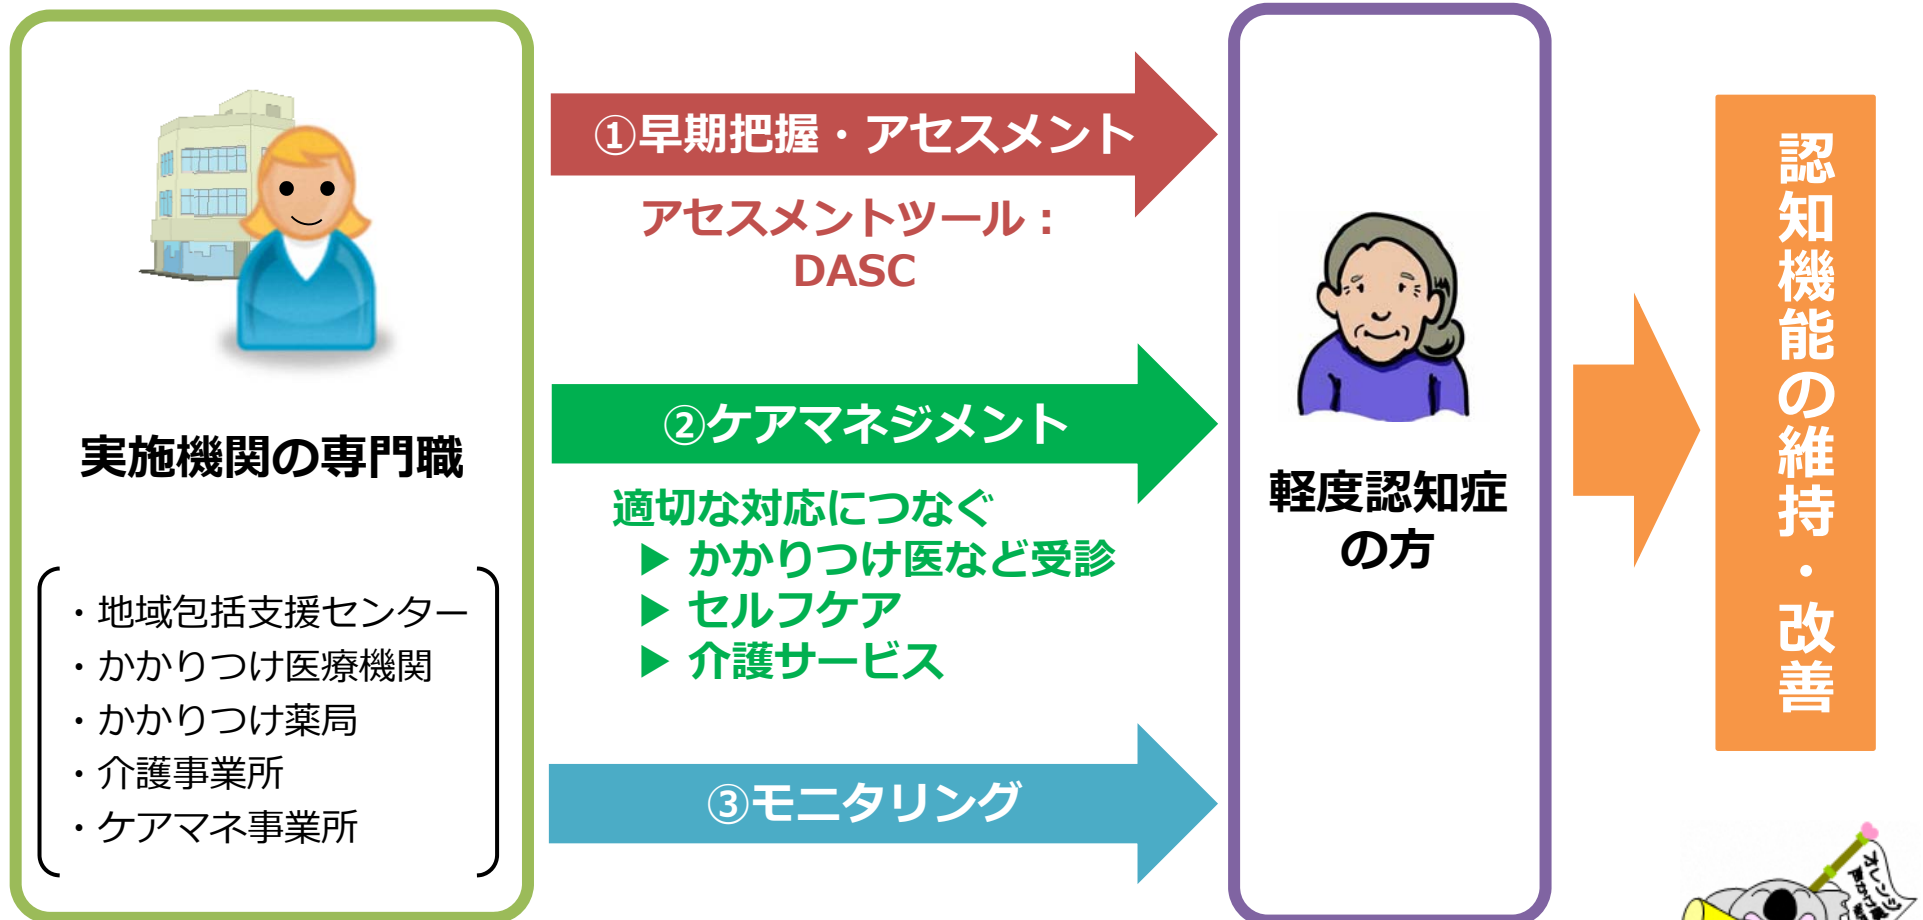 実施機関の専門職
・地域包括支援センター
・かかりつけ医療機関
・かかりつけ薬局
・介護事業所
・ケアマネ事業所
①早期把握・アセスメント
アセスメントツール：
DASC
②ケアマネジメント
適切な対応につなぐ
▶ かかりつけ医など受診
▶ セルフケア
▶ 介護サービス
③モニタリング
軽度認知症
の方
認知機能の維持・改善
オレンジ